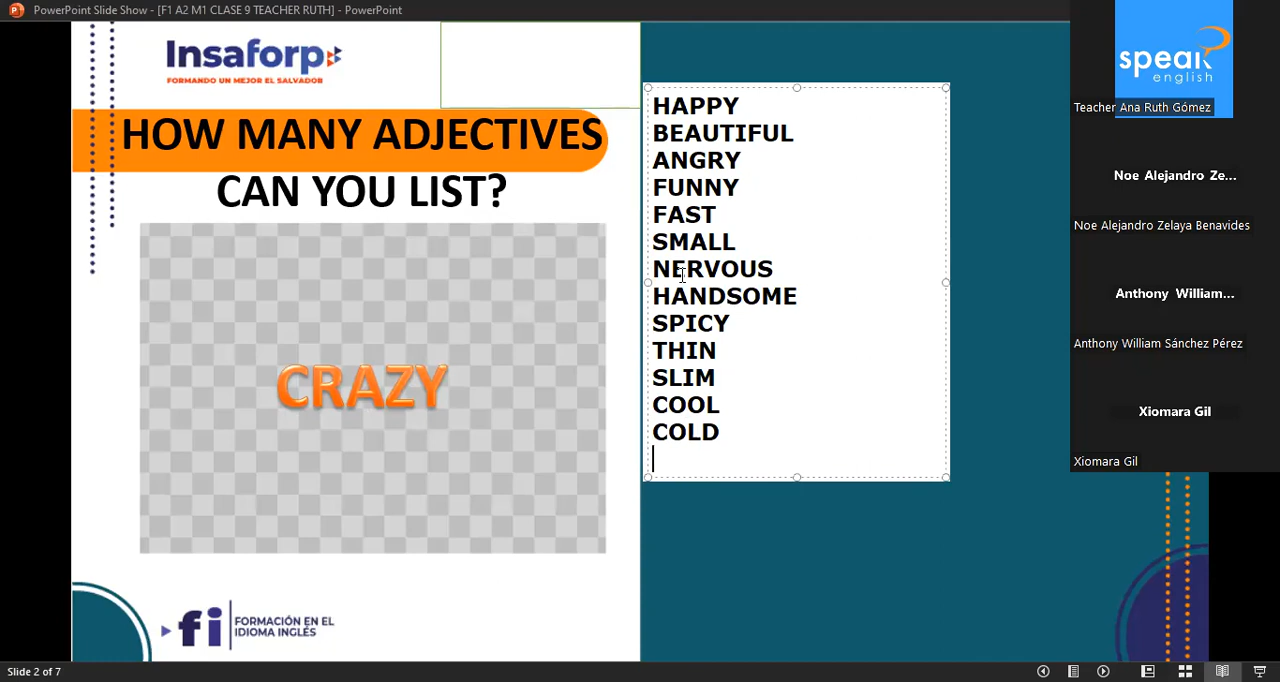 PowerPoint Slide Show - [F1 A2 M1 CLASE 9 TEACHER RUTH] - PowerPoint
Insaforp
FORMANDO UN MEJOR EL SALVADOR
HOW MANY ADJECTIVES
CAN YOU LIST?
CRAZY
fi
FORMACIÓN EN EL
IDIOMA INGLÉS
HAPPY
BEAUTIFUL
ANGRY
FUNNY
FAST
SMALL
NERVOUS
HANDSOME
SPICY
THIN
SLIM
COOL
COLD
speak
english
Teacher Ana Ruth Gómez
Noe Alejandro Ze...
Noe Alejandro Zelaya Benavides
Anthony William...
Anthony William Sánchez Pérez
Xiomara Gil
Xiomara Gil
Slide 2 of 7